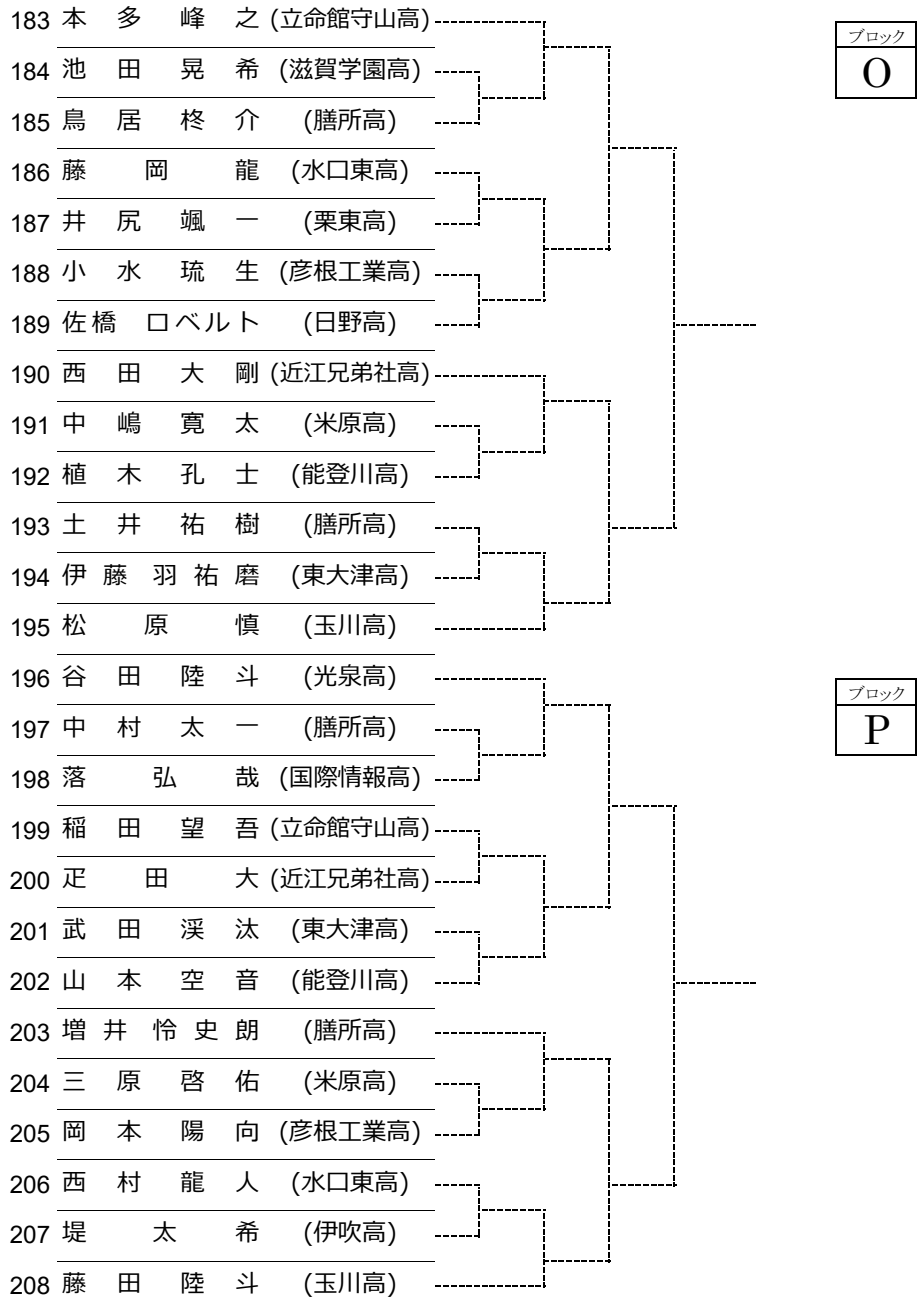 183 本多峰之 (立命館守山高)
ブロック
O
184 池田晃希 (滋賀学園高)
185 鳥居柊介 (膳所高)
186 藤岡龍 (水口東高)
187 井尻颯一 (栗東高)
188 小水琉生 (彦根工業高)
189 佐橋 ロベルト (日野高)
190 西田大剛 (近江兄弟社高)
191 中嶋寛太 (米原高)
192 植木孔士 (能登川高)
193 土井祐樹 (膳所高)
194 伊藤羽祐磨 (東大津高)
195 松原慎 (玉川高)
196 谷田陸斗 (光泉高)
ブロック
P
197 中村太一 (膳所高)
198 落弘哉 (国際情報高)
199 稲田望吾 (立命館守山高)
200 疋田大 (近江兄弟社高)
201 武田渓汰 (東大津高)
202 山本空音 (能登川高)
203 増井怜史朗 (膳所高)
204 三原啓佑 (米原高)
205 岡本陽向 (彦根工業高)
206 西村龍人 (水口東高)
207 堤太希 (伊吹高)
208 藤田陸斗 (玉川高)